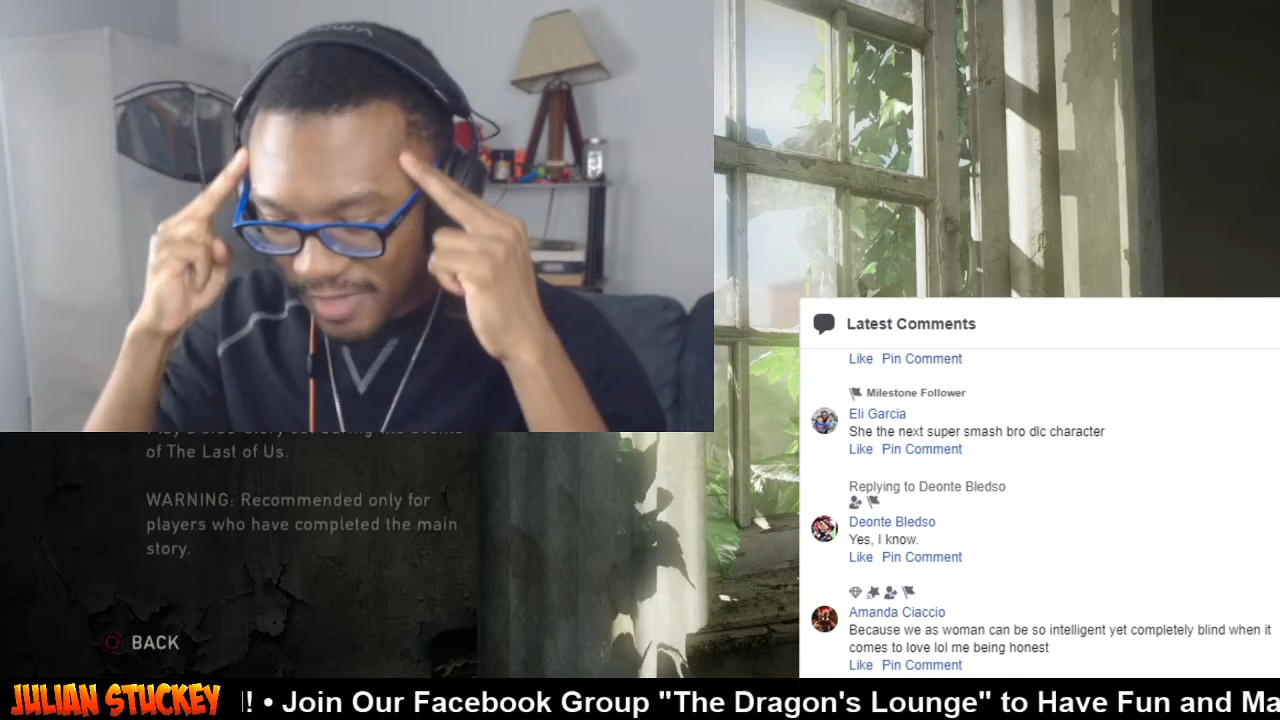 of The Last of Us.
WARNING: Recommended only for
players who have completed the main
story.
BACK
Latest Comments
Like Pin Comment
Milestone Follower
Eli Garcia
She the next super smash bro dlc character
Like Pin Comment
Replying to Deonte Bledso
Deonte Bledso
Yes, I know.
Like Pin Comment
Amanda Ciaccio
Because we as woman can be so intelligent yet completely blind when it
comes to love lol me being honest
Like Pin Comment
JULIAN STUCKEY
!! • Join Our Facebook Group "The Dragon's Lounge" to Have Fun and Ma